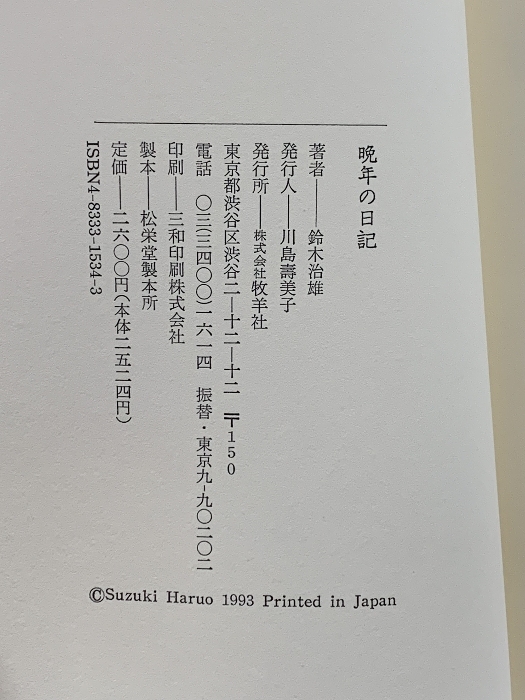 晩年の日記
著者――鈴木治雄
発行人――川島壽美子
発行所――株式会社牧羊社
東京都渋谷区渋谷二―十二―十二 〒150
電話 〇三(三四〇〇)一六一四 振替・東京九-九〇二〇二
印刷――三和印刷株式会社
製本――松栄堂製本所
定価――二六〇〇円(本体二五二四円)
ISBN4-8333-1534-3
©Suzuki Haruo 1993 Printed in Japan